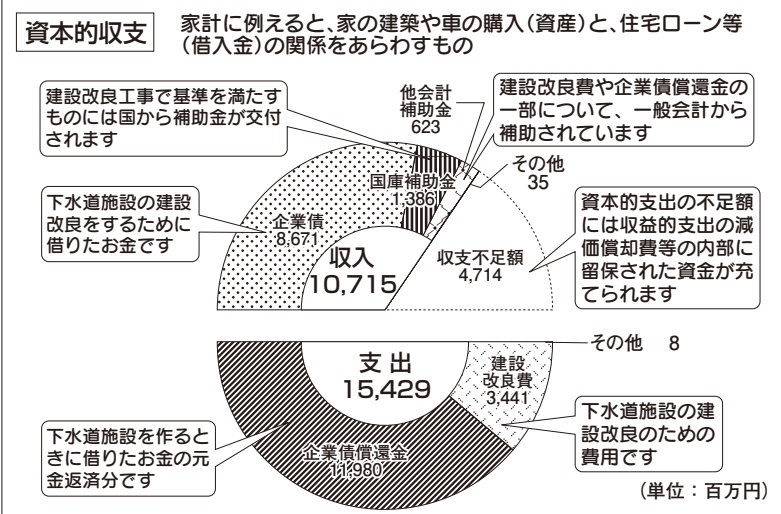 資本的収支
家計に例えると、家の建築や車の購入（資産）と、住宅ローン等
（借入金）の関係をあらわすもの
建設改良工事で基準を満たす
ものには国から補助金が交付
されます
他会計
補助金
623
建設改良費や企業債償還金の
一部について、一般会計から
補助されています
その他
35
国庫補助金
1,386
下水道施設の建設
改良をするために
借りたお金です
企業債
8,671
収入
10,715
収支不足額
4,714
資本的支出の不足額
には収益的支出の減
価償却費等の内部に
留保された資金が充
てられます
その他 8
支出
15,429
建設
改良費
3,441
下水道施設を作ると
きに借りたお金の元
金返済分です
企業債償還金
11,980
下水道施設の建
設改良のための
費用です
（単位：百万円）